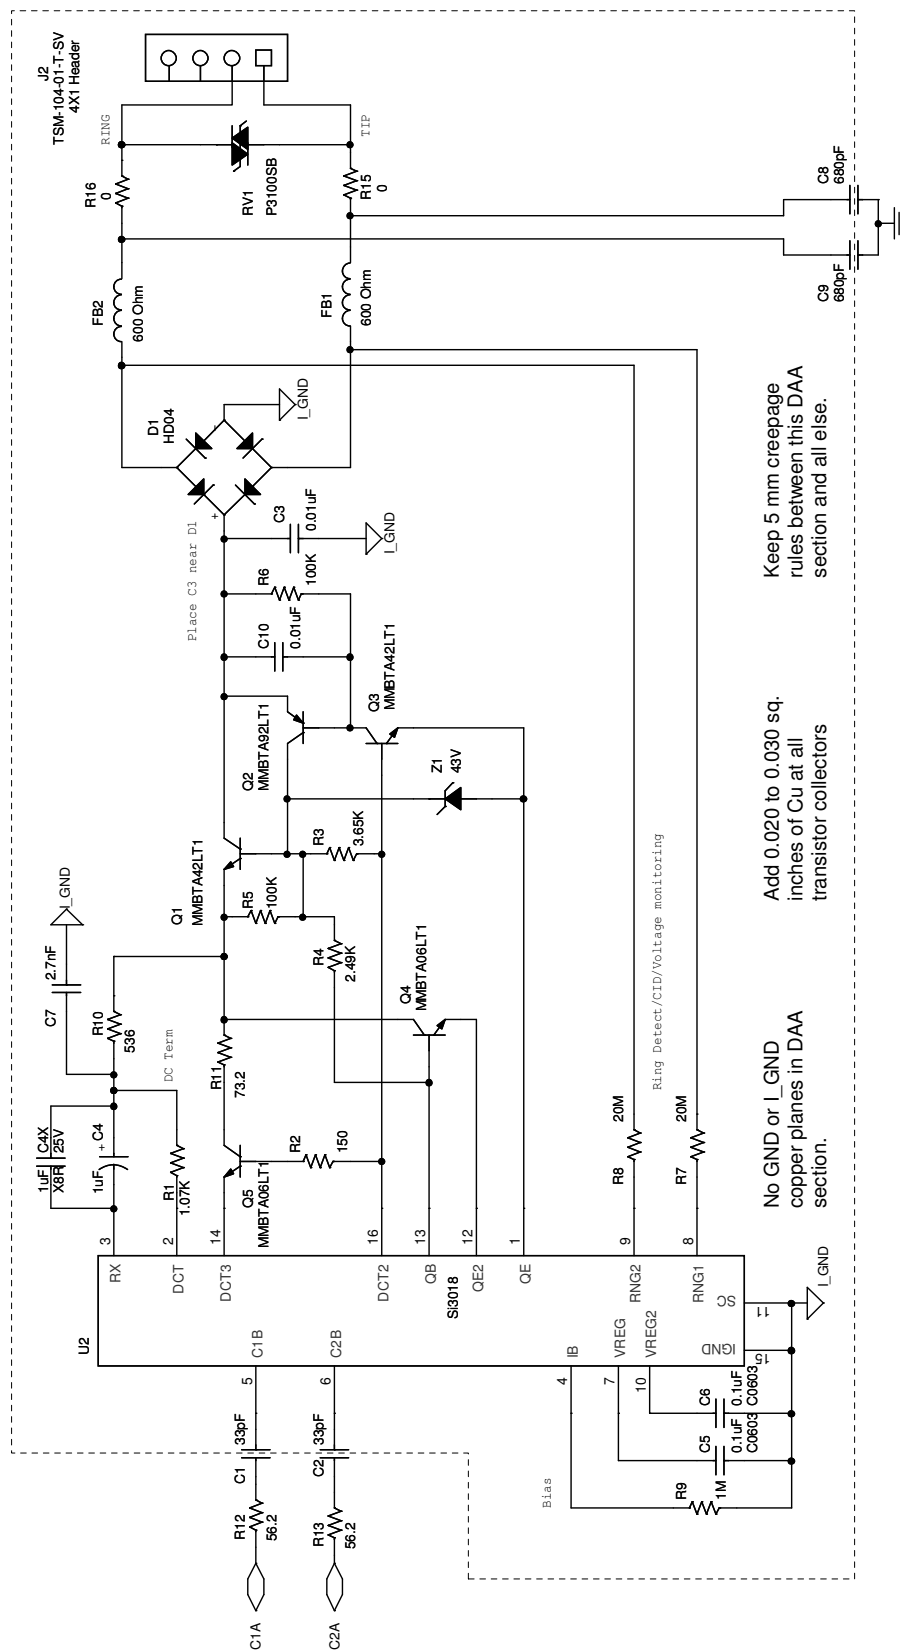 J2
TSM-104-01-T-SV
4X1 Header
RING
TIP
R16
0
RV1
P3100SB
R15
0
C8
680pF
C9
680pF
FB2
600 Ohm
FB1
600 Ohm
D1
HD04
-
+
I_GND
Place C3 near D1
C3
0.01uF
I_GND
R6
100K
C10
0.01uF
Q3
MMBTA42LT1
Q2
MMBTA92LT1
Z1
43V
Q1
MMBTA42LT1
R3
3.65K
R5
100K
R4
2.49K
Q4
MMBTA06LT1
I_GND
C7
2.7nF
R10
536
DC Term
R11
73.2
C4X
25V
1uF
X8R
+
C4
1uF
R1
1.07K
R2
150
Q5
MMBTA06LT1
Ring Detect/CID/Voltage monitoring
R8
20M
R7
20M
Keep 5 mm creepage
rules between this DAA
section and all else.
Add 0.020 to 0.030 sq.
inches of Cu at all
transistor collectors
No GND or I_GND
copper planes in DAA
section.
U2
Si3018
3
RX
2
DCT
14
DCT3
16
DCT2
13
QB
12
QE2
1
QE
9
RNG2
8
RNG1
SC
11
IGND
15
I_GND
C1B
5
C2B
6
IB
4
VREG
7
VREG2
10
C1
33pF
C2
33pF
R12
56.2
R13
56.2
C1A
C2A
Bias
R9
1M
C5
0.1uF
C0603
C6
0.1uF
C0603